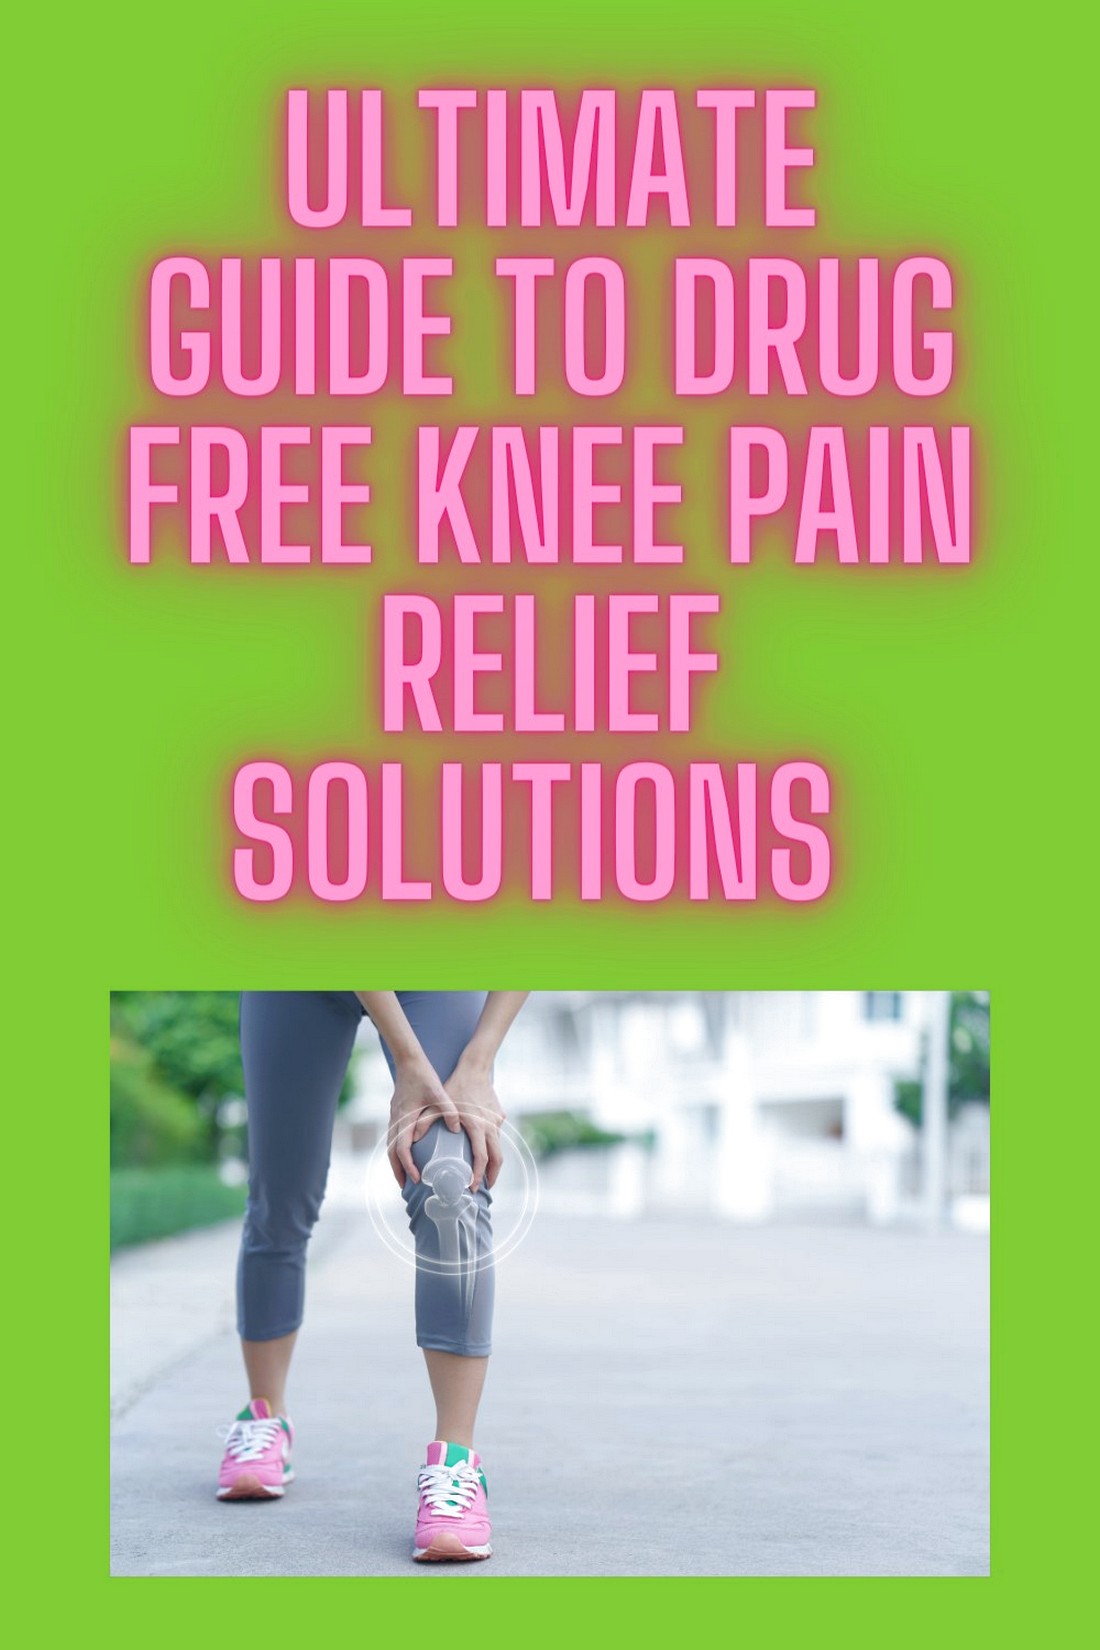 ULTIMATE
GUIDE TO DRUG
FREE KNEE PAIN
RELIEF
SOLUTIONS